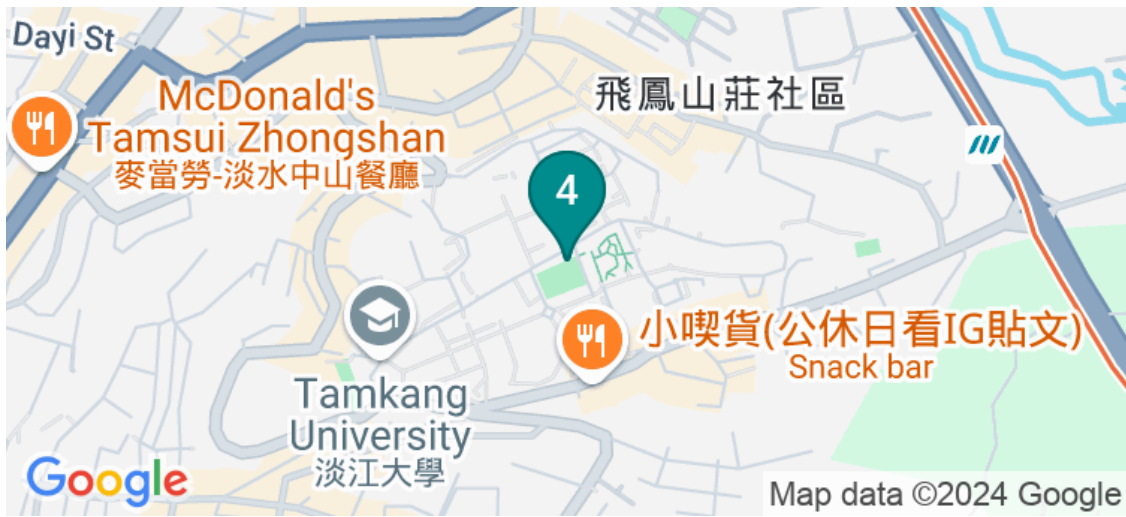 Dayi St
McDonald's
Tamsui Zhongshan
麥當勞-淡水中山餐廳
飛鳳山莊社區
4
小喫貨(公休日看IG貼文)
Snack bar
Tamkang
University
淡江大學
Google
Map data ©2024 Google